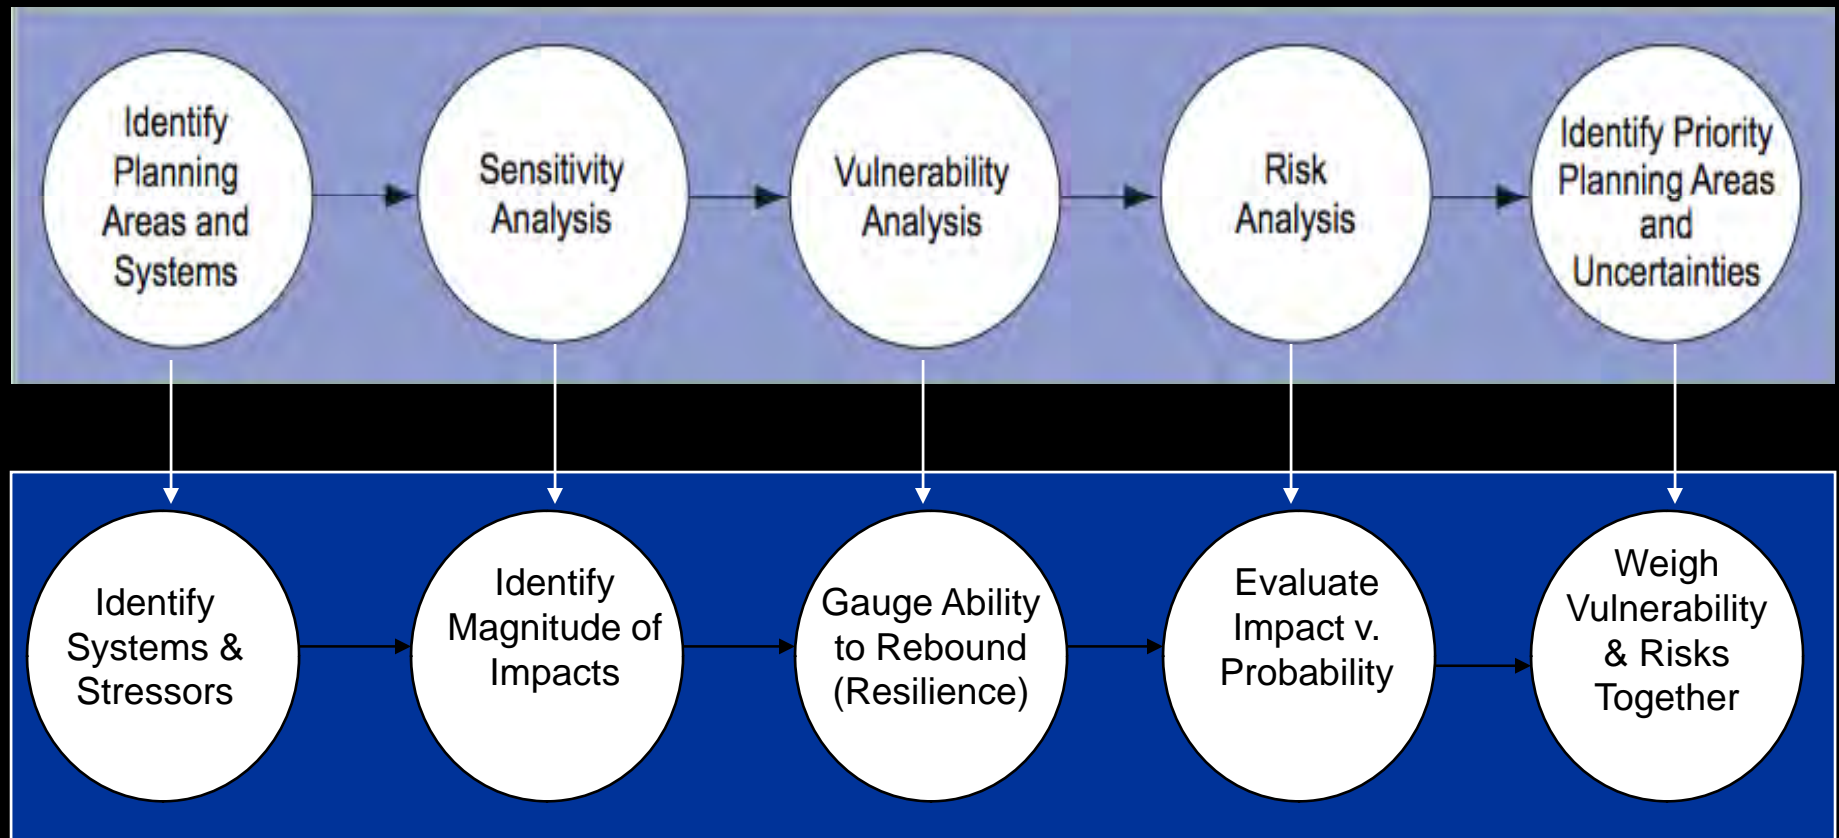 Identify
Planning
Areas and
Systems
Sensitivity
Analysis
Vulnerability
Analysis
Risk
Analysis
Identify Priority
Planning Areas
and
Uncertainties
Identify
Systems &
Stressors
Identify
Magnitude of
Impacts
Gauge Ability
to Rebound
(Resilience)
Evaluate
Impact v.
Probability
Weigh
Vulnerability
& Risks
Together